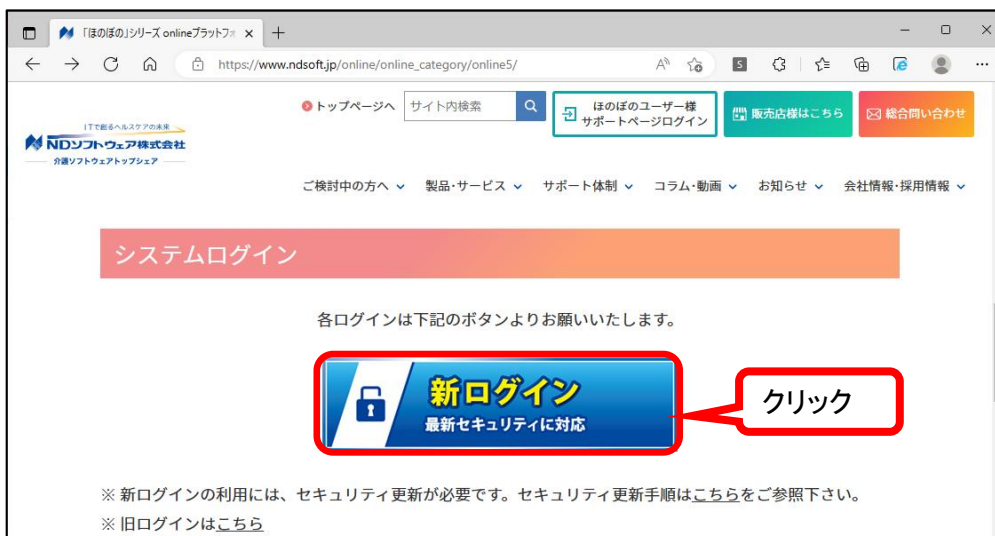 「ほのぼの」シリーズ onlineプラットフォ
https://www.ndsoft.jp/online/online_category/online5/
ITで創るヘルスケアの未来
NDソフトウェア株式会社
介護ソフトウェアトップシェア
トップページへ
サイト内検索
ほのぼのユーザー様
サポートページログイン
販売店様はこちら
総合問い合わせ
ご検討中の方へ
製品・サービス
サポート体制
コラム・動画
お知らせ
会社情報・採用情報
システムログイン
各ログインは下記のボタンよりお願いいたします。
新ログイン
最新セキュリティに対応
クリック
※ 新ログインの利用には、セキュリティ更新が必要です。セキュリティ更新手順はこちらをご参照下さい。
※ 旧ログインはこちら